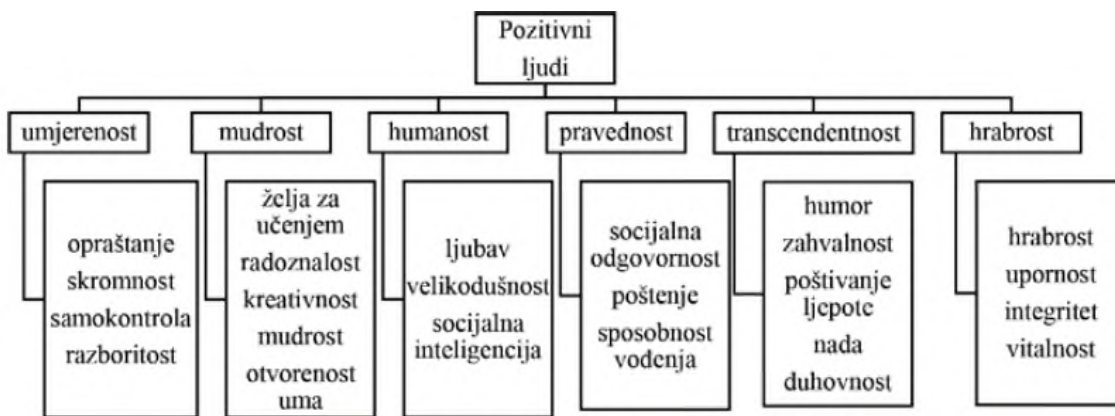 Pozitivni
ljudi
umjerenost
mudrost
humanost
pravednost
transcendentnost
hrabrost
opraštanje
skromnost
samokontrola
razboritost
želja za
učenjem
radoznalost
kreativnost
mudrost
otvorenost
uma
ljubav
velikodušnost
socijalna
inteligencija
socijalna
odgovornost
poštenje
sposobnost
vođenja
humor
zahvalnost
poštivanje
ljepote
nada
duhovnost
hrabrost
upornost
integritet
vitalnost